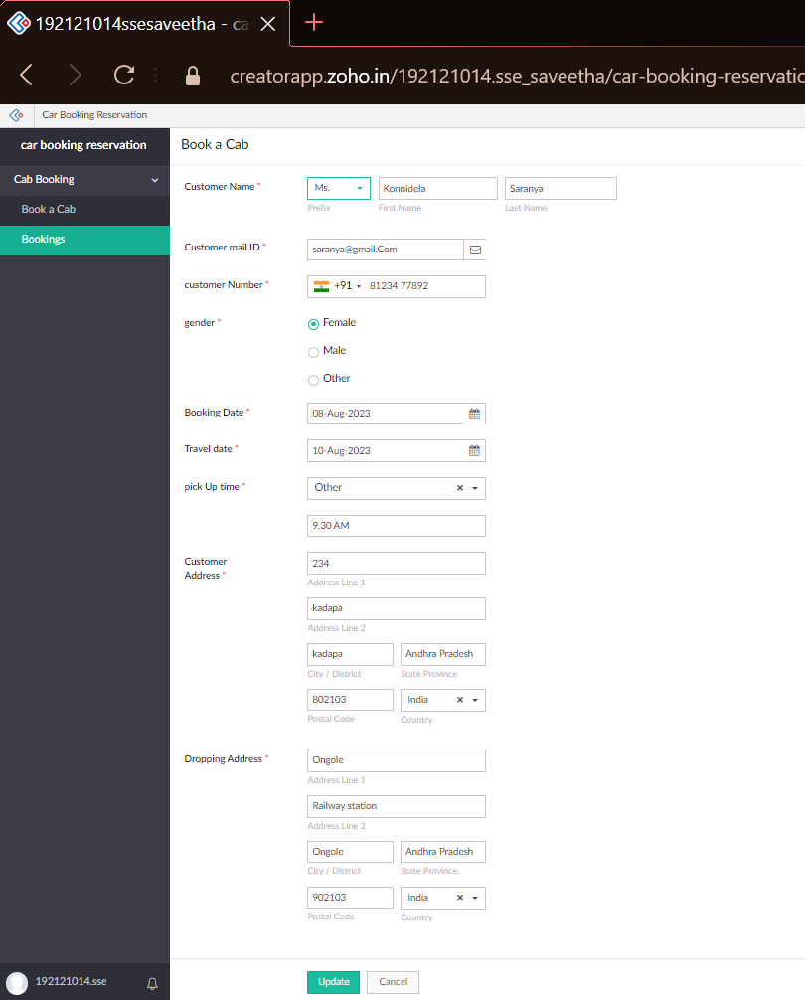 192121014ssesaveetha - ca
creatorapp.zoho.in/192121014.sse_saveetha/car-booking-reservatio
Car Booking Reservation
car booking reservation
Cab Booking
Book a Cab
Bookings
Book a Cab
Customer Name * Ms. Konnidela Saranya
Prefix First Name Last Name
Customer mail ID * saranya@gmail.Com
customer Number * +91 81234 77892
gender * Female
Male
Other
Booking Date * 08-Aug-2023
Travel date * 10-Aug-2023
pick Up time * Other
9.30 AM
Customer Address * 234
Address Line 1
kadapa
Address Line 2
kadapa Andhra Pradesh
City / District State Province
802103 India
Postal Code Country
Dropping Address * Ongole
Address Line 1
Railway station
Address Line 2
Ongole Andhra Pradesh
City / District State Province
902103 India
Postal Code Country
192121014.sse
Update Cancel